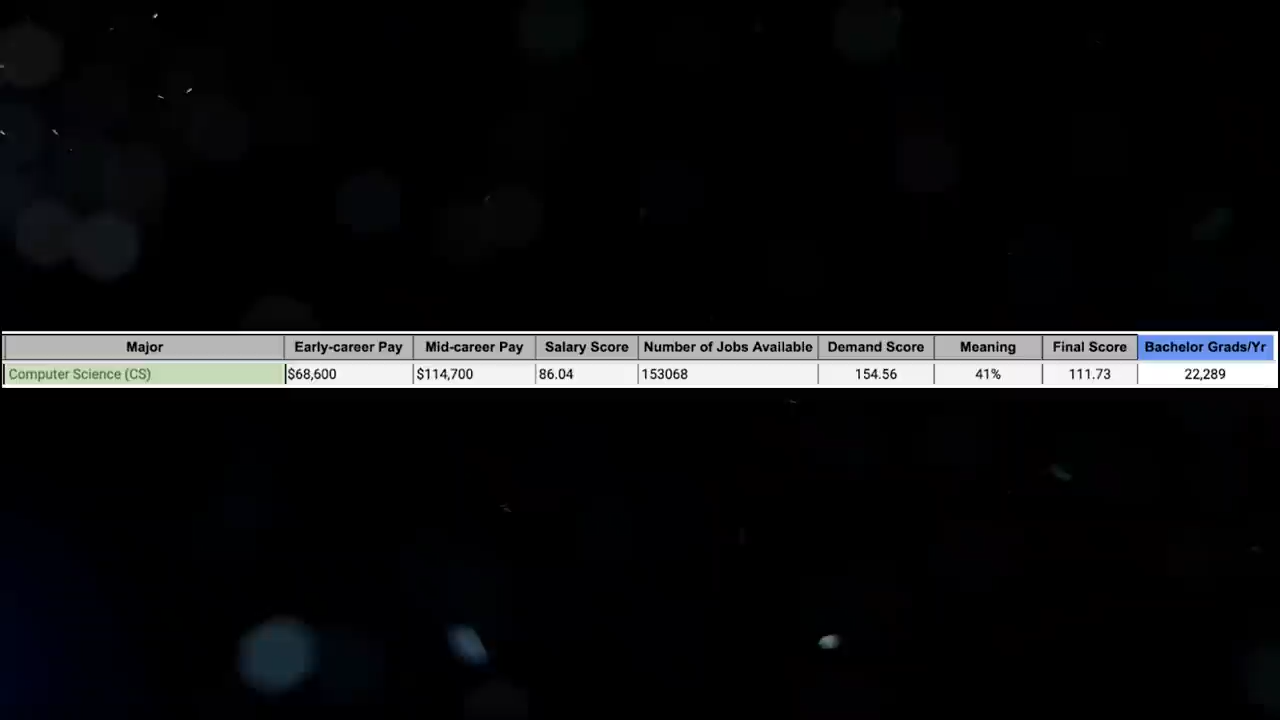 Major Early-career Pay Mid-career Pay Salary Score Number of Jobs Available Demand Score Meaning Final Score Bachelor Grads/Yr
Computer Science (CS) $68,600 $114,700 86.04 153068 154.56 41% 111.73 22,289